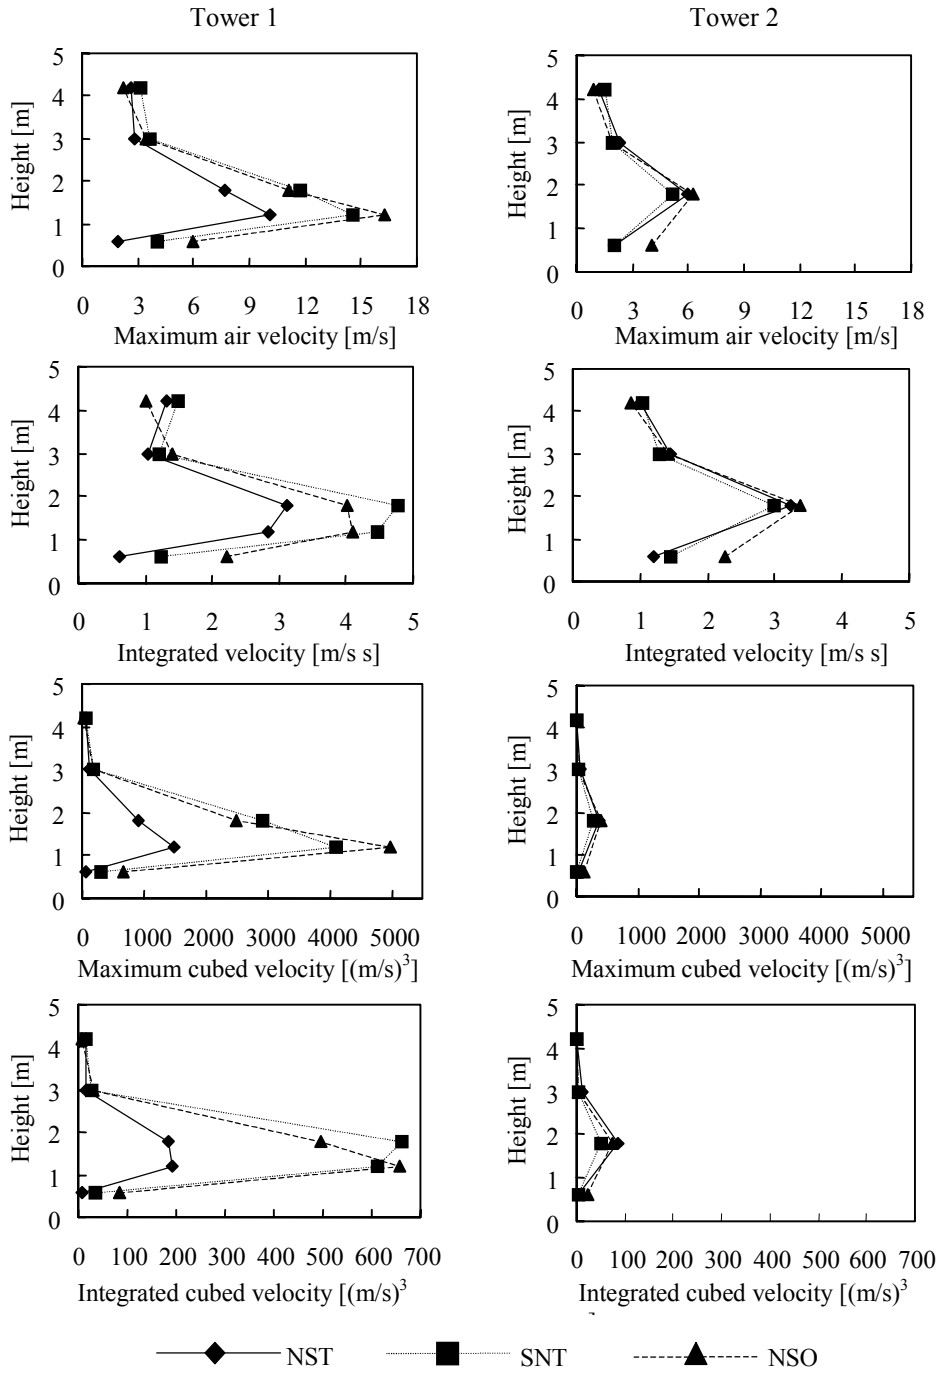 Tower 1
Tower 2
5
4
3
2
1
0
Height [m]
0 3 6 9 12 15 18
Maximum air velocity [m/s]
5
4
3
2
1
0
Height [m]
0 3 6 9 12 15 18
Maximum air velocity [m/s]
5
4
3
2
1
0
Height [m]
0 1 2 3 4 5
Integrated velocity [m/s s]
5
4
3
2
1
0
Height [m]
0 1 2 3 4 5
Integrated velocity [m/s s]
5
4
3
2
1
0
Height [m]
0 1000 2000 3000 4000 5000
Maximum cubed velocity [(m/s)³]
5
4
3
2
1
0
Height [m]
0 1000 2000 3000 4000 5000
Maximum cubed velocity [(m/s)³]
5
4
3
2
1
0
Height [m]
0 100 200 300 400 500 600 700
Integrated cubed velocity [(m/s)³
5
4
3
2
1
0
Height [m]
0 100 200 300 400 500 600 700
Integrated cubed velocity [(m/s)³
NST SNT NSO